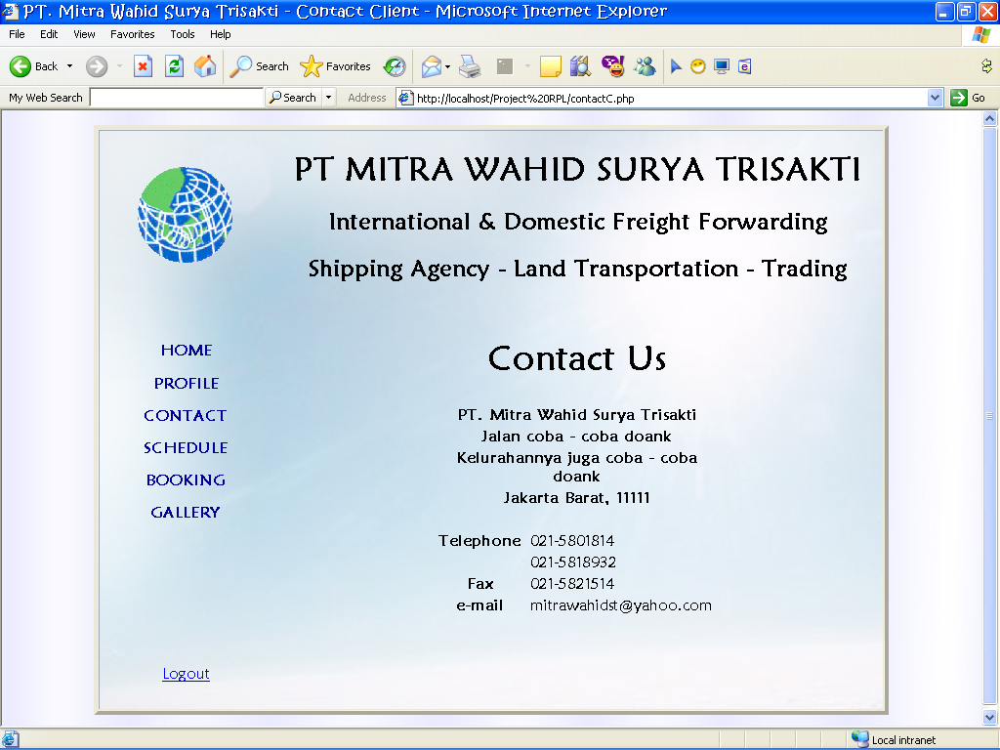 PT. Mitra Wahid Surya Trisakti - Contact Client - Microsoft Internet Explorer
File Edit View Favorites Tools Help
Back Search Favorites
My Web Search Search Address http://localhost/Project%20RPL/contactC.php Go
PT MITRA WAHID SURYA TRISAKTI
International & Domestic Freight Forwarding
Shipping Agency - Land Transportation - Trading
HOME
PROFILE
CONTACT
SCHEDULE
BOOKING
GALLERY
Logout
Contact Us
PT. Mitra Wahid Surya Trisakti
Jalan coba - coba doank
Kelurahannya juga coba - coba
doank
Jakarta Barat, 11111
Telephone 021-5801814
021-5818932
Fax 021-5821514
e-mail mitrawahidst@yahoo.com
Local intranet